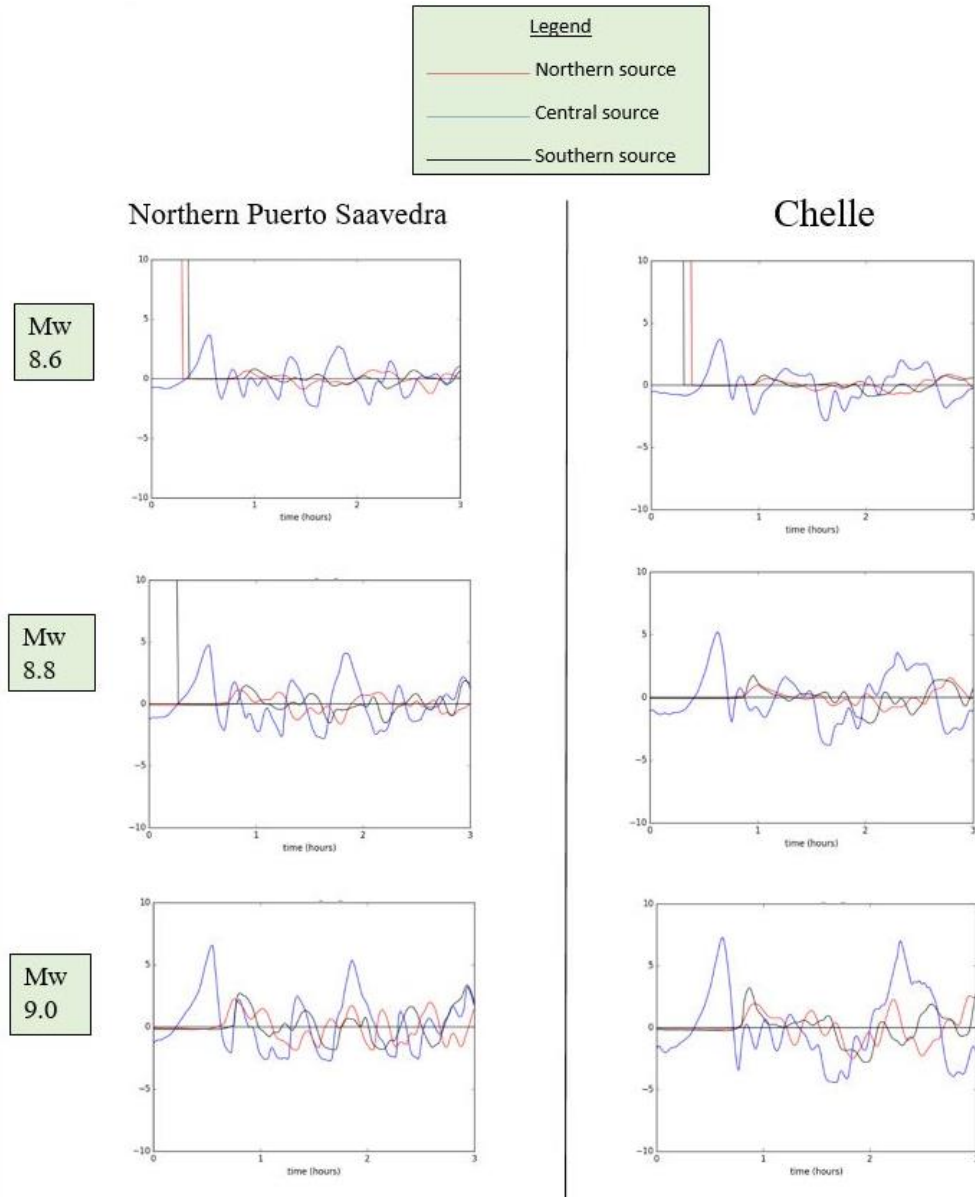 Legend
Northern source
Central source
Southern source
Northern Puerto Saavedra
Chelle
Mw
8.6
10
5
0
−5
−10
0 1 2 3
time (hours)
10
5
0
−5
−10
0 1 2 3
time (hours)
Mw
8.8
10
5
0
−5
−10
0 1 2 3
time (hours)
10
5
0
−5
−10
0 1 2 3
time (hours)
Mw
9.0
10
5
0
−5
−10
0 1 2 3
time (hours)
10
5
0
−5
−10
0 1 2 3
time (hours)